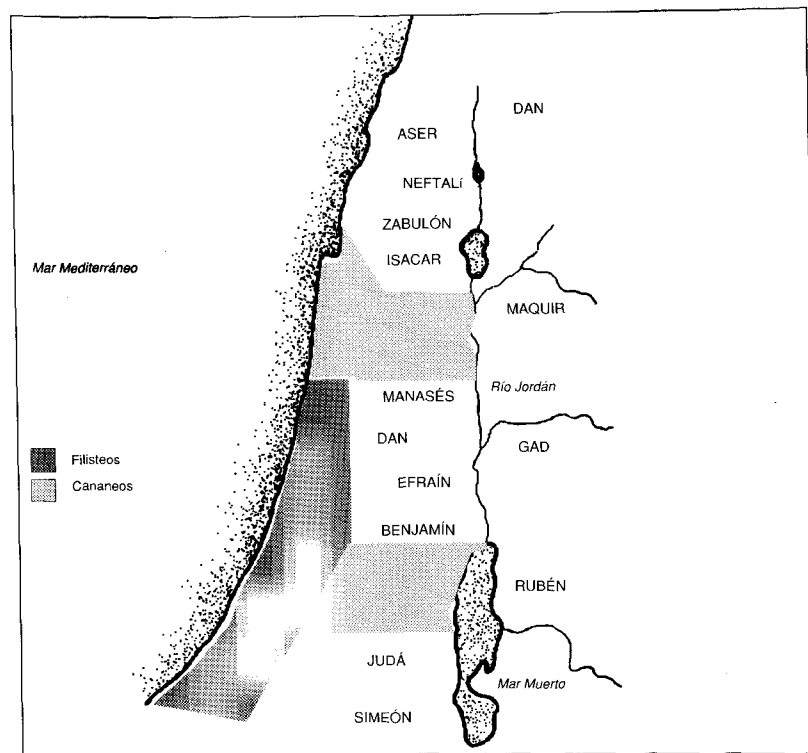 DAN
ASER
NEFTALí
ZABULÓN
Mar Mediterráneo
ISACAR
MAQUIR
Río Jordán
MANASÉS
DAN
GAD
Filisteos
EFRAÍN
Cananeos
BENJAMÍN
RUBÉN
JUDÁ
Mar Muerto
SIMEÓN